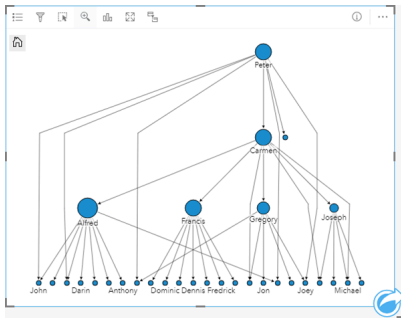 Peter
Carmen
Alfred Francis Gregory Joseph
John Darin Anthony Dominic Dennis Fredrick Jon Joey Michael